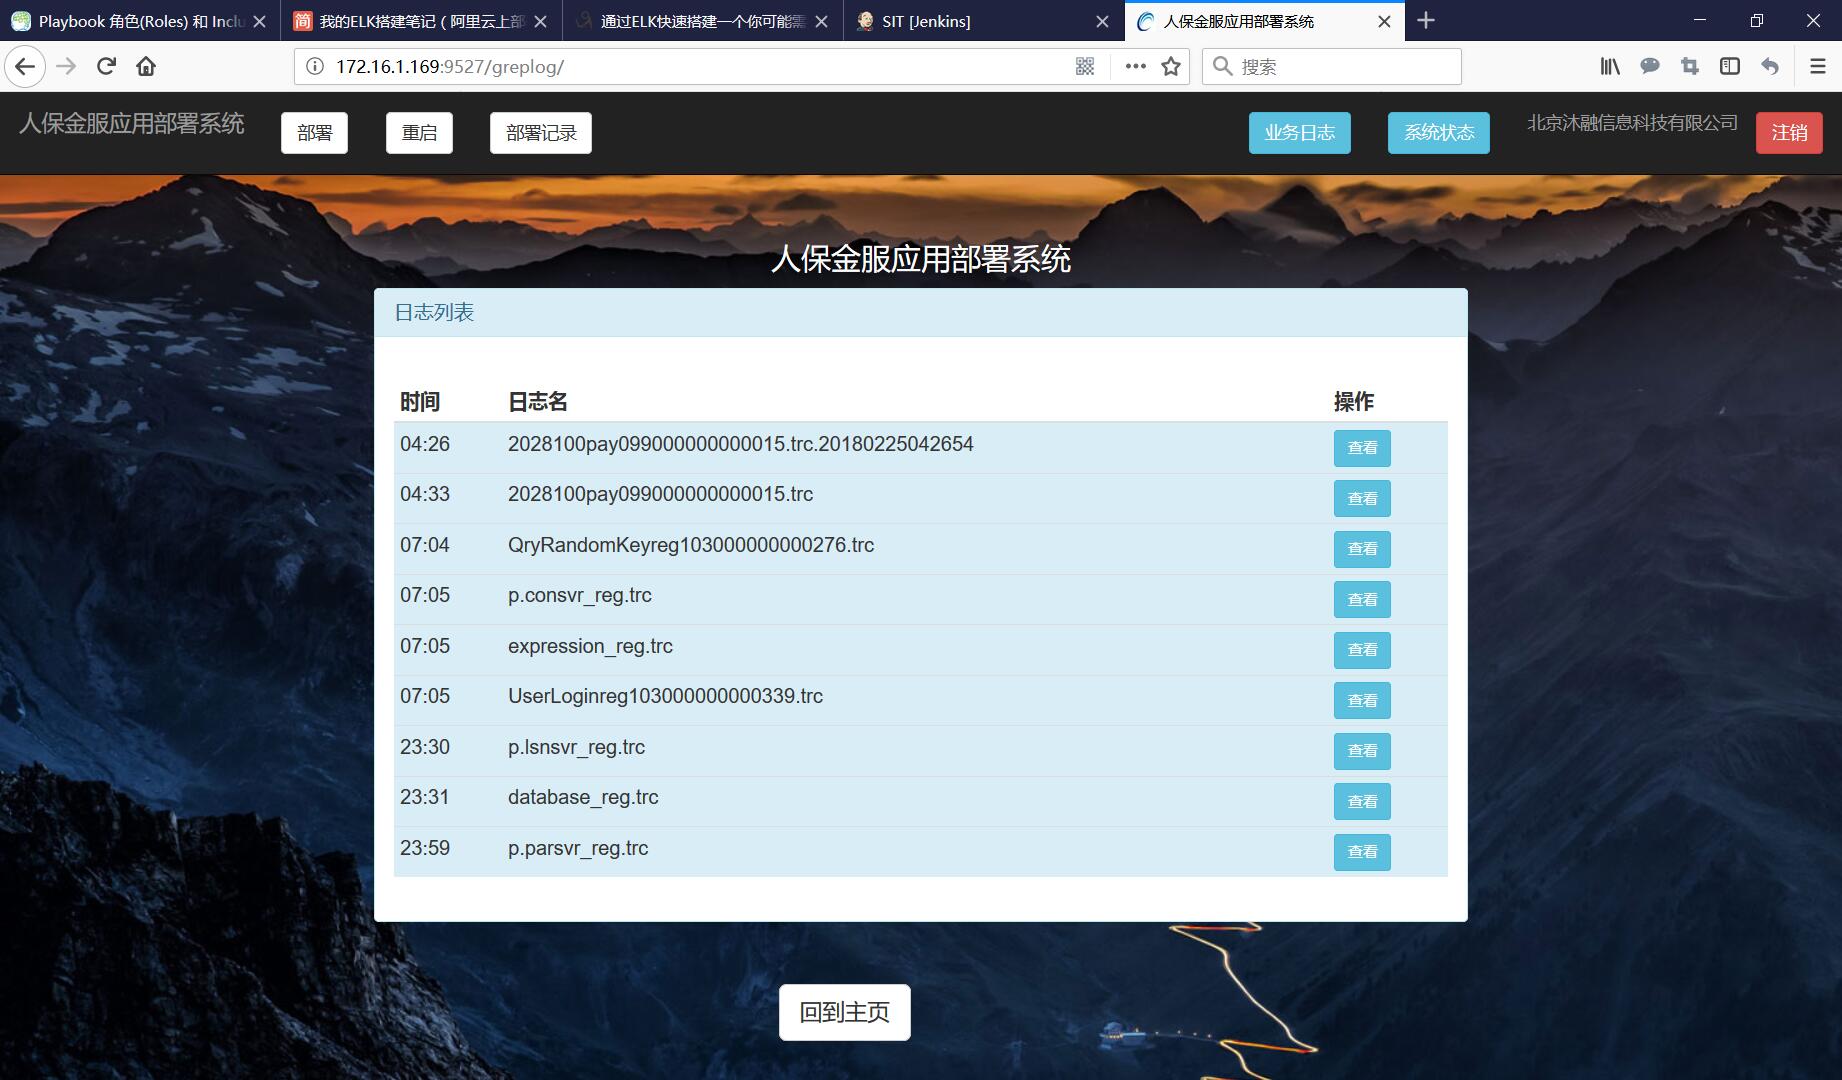 Playbook 角色(Roles) 和 Inclu
我的ELK搭建笔记（阿里云上部
通过ELK快速搭建一个你可能需
SIT [Jenkins]
人保金服应用部署系统
172.16.1.169:9527/greplog/
搜索
人保金服应用部署系统
部署
重启
部署记录
业务日志
系统状态
北京沐融信息科技有限公司
注销
人保金服应用部署系统
日志列表
时间 日志名 操作
04:26 2028100pay099000000000015.trc.20180225042654 查看
04:33 2028100pay099000000000015.trc 查看
07:04 QryRandomKeyreg103000000000276.trc 查看
07:05 p.consvr_reg.trc 查看
07:05 expression_reg.trc 查看
07:05 UserLoginreg103000000000339.trc 查看
23:30 p.lsnsvr_reg.trc 查看
23:31 database_reg.trc 查看
23:59 p.parsvr_reg.trc 查看
回到主页